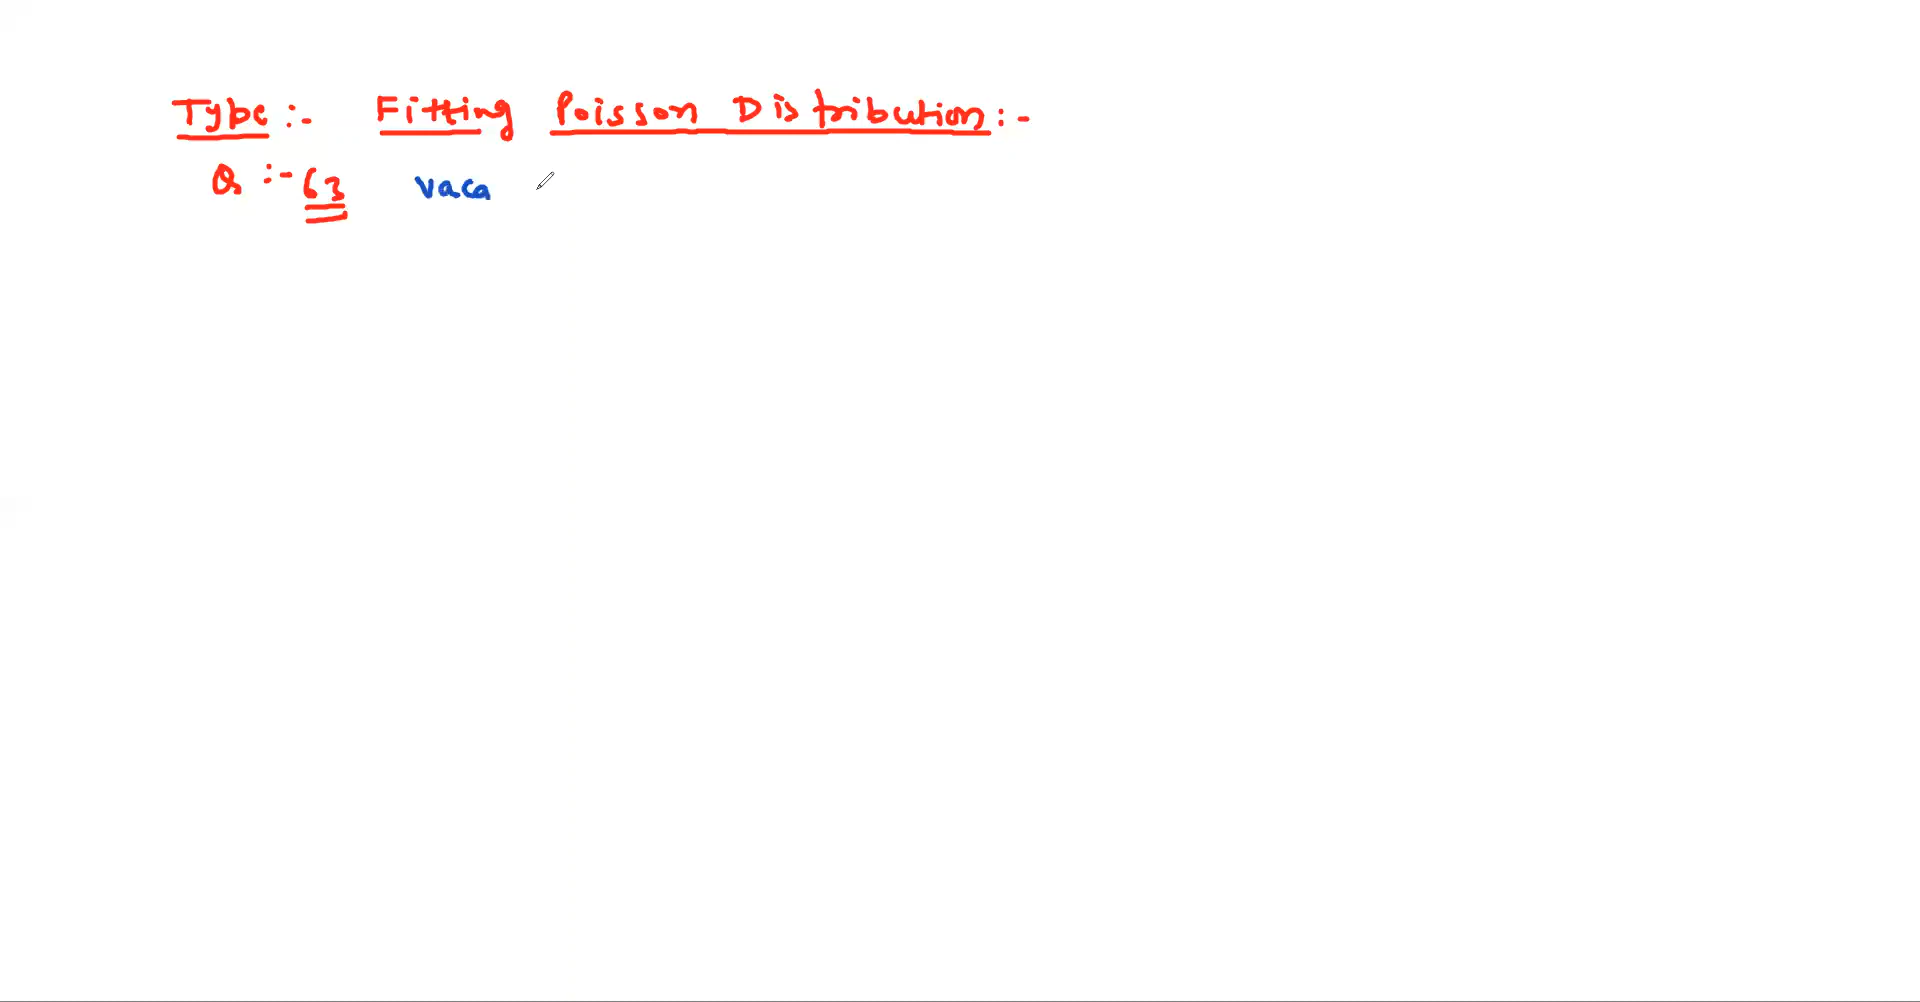 Type :- Fitting Poisson Distribution :-
Q :- 63 vaca